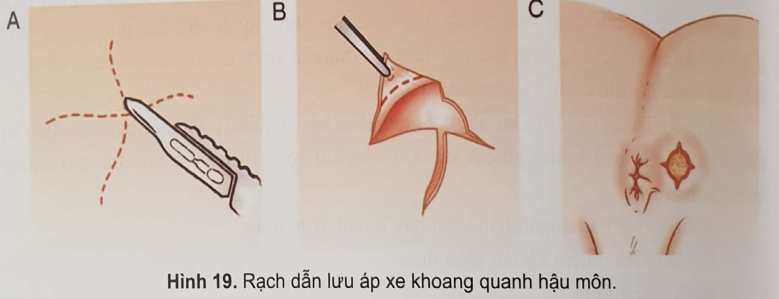 A
B
C
Hình 19. Rạch dẫn lưu áp xe khoang quanh hậu môn.